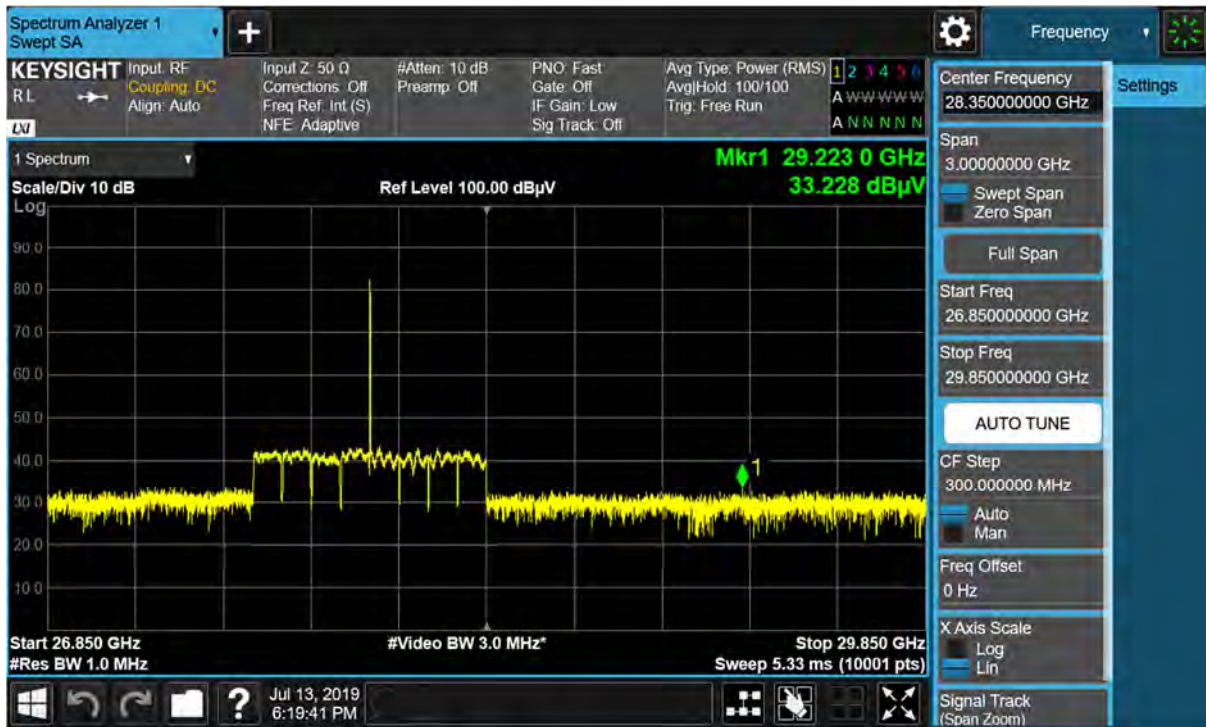 Spectrum Analyzer 1
Swept SA
+
Frequency
KEYSIGHT
RL
LXI
Input: RF
Coupling: DC
Align: Auto
Input Z: 50 Ω
Corrections: Off
Freq Ref: Int (S)
NFE: Adaptive
#Atten: 10 dB
Preamp: Off
PNO: Fast
Gate: Off
IF Gain: Low
Sig Track: Off
Avg Type: Power (RMS)
Avg|Hold: 100/100
Trig: Free Run
1 2 3 4 5 6
A W W W W W
A N N N N N
1 Spectrum
Scale/Div 10 dB
Ref Level 100.00 dBµV
Mkr1 29.223 0 GHz
33.228 dBµV
Log
90.0
80.0
70.0
60.0
50.0
40.0
30.0
20.0
10.0
1
Start 26.850 GHz
#Video BW 3.0 MHz*
Stop 29.850 GHz
#Res BW 1.0 MHz
Sweep 5.33 ms (10001 pts)
?
Jul 13, 2019
6:19:41 PM
Center Frequency
28.350000000 GHz
Settings
Span
3.00000000 GHz
Swept Span
Zero Span
Full Span
Start Freq
26.850000000 GHz
Stop Freq
29.850000000 GHz
AUTO TUNE
CF Step
300.000000 MHz
Auto
Man
Freq Offset
0 Hz
X Axis Scale
Log
Lin
Signal Track
(Span Zoom)